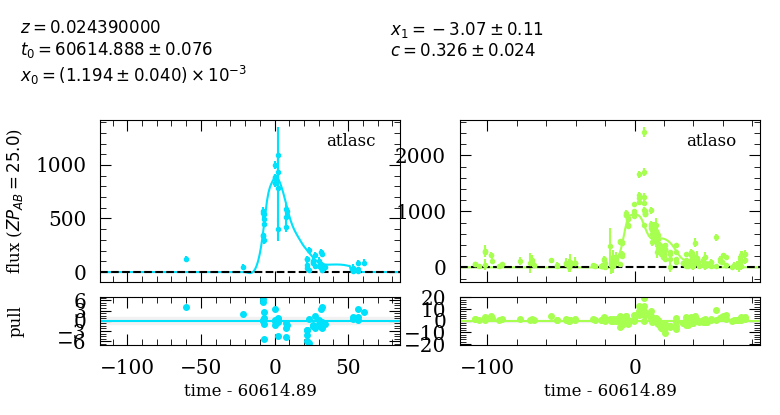 z = 0.024390000
t₀ = 60614.888 ± 0.076
x₀ = (1.194 ± 0.040) × 10⁻³
x₁ = −3.07 ± 0.11
c = 0.326 ± 0.024
atlasc
atlaso
flux (ZP_AB = 25.0)
1000
500
0
2000
1000
0
pull
6
3
0
−3
−6
20
10
0
−10
−20
−100 −50 0 50
−100 0
time - 60614.89
time - 60614.89